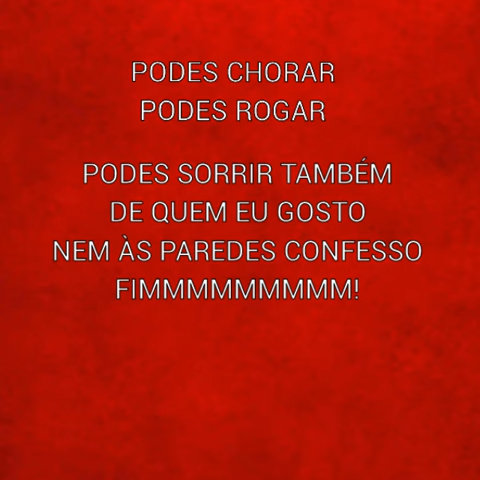 PODES CHORAR
PODES ROGAR
PODES SORRIR TAMBÉM
DE QUEM EU GOSTO
NEM ÀS PAREDES CONFESSO
FIMMMMMMMMM!